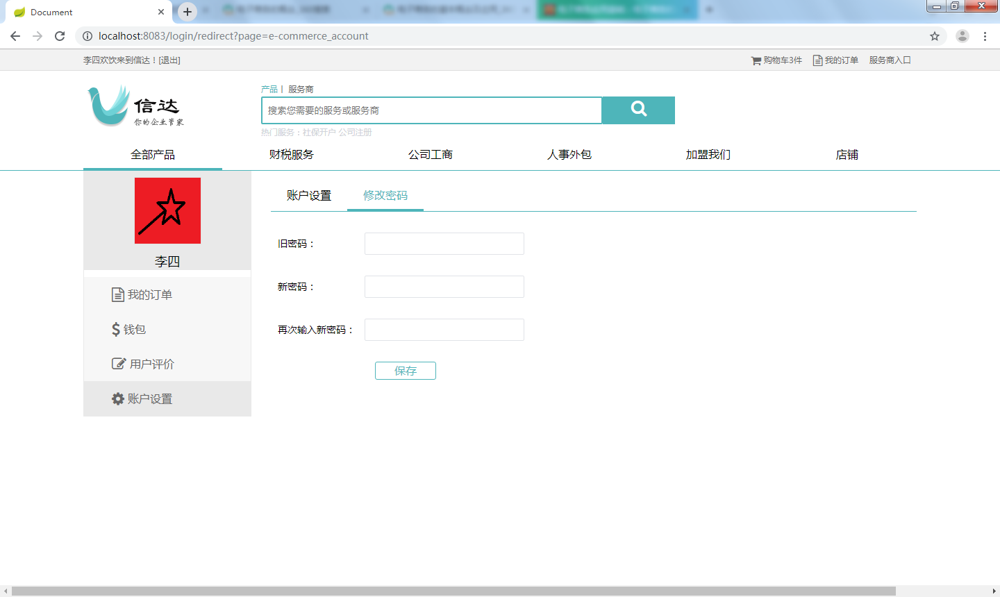 Document
localhost:8083/login/redirect?page=e-commerce_account
李四欢饮来到信达！[退出]
购物车3件 我的订单 服务商入口
信达
你的企业管家
产品 | 服务商
搜索您需要的服务或服务商
热门服务：社保开户 公司注册
全部产品 财税服务 公司工商 人事外包 加盟我们 店铺
李四
我的订单
钱包
用户评价
账户设置
账户设置 修改密码
旧密码：
新密码：
再次输入新密码：
保存